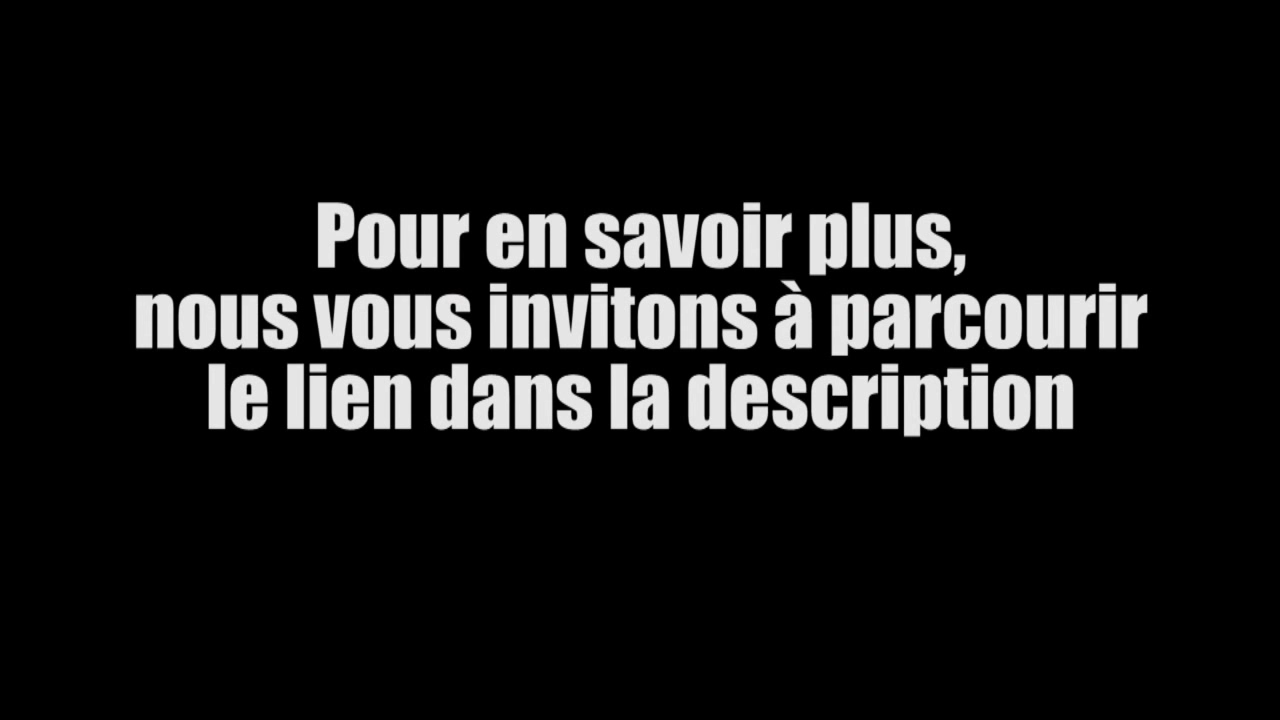 Pour en savoir plus,
nous vous invitons à parcourir
le lien dans la description